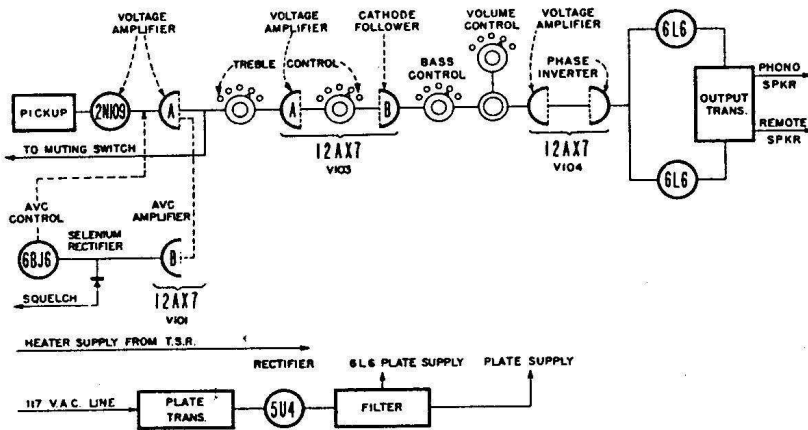 VOLTAGE
AMPLIFIER
VOLTAGE
AMPLIFIER
CATHODE
FOLLOWER
VOLUME
CONTROL
VOLTAGE
AMPLIFIER
6L6
TREBLE CONTROL
BASS
CONTROL
PHASE
INVERTER
PICKUP
2N109
A
A
B
OUTPUT
TRANS.
PHONO
SPKR
REMOTE
SPKR
TO MUTING SWITCH
12AX7
V103
12AX7
V104
6L6
AVC
CONTROL
SELENIUM
RECTIFIER
AVC
AMPLIFIER
6BJ6
B
SQUELCH
12AX7
V101
HEATER SUPPLY FROM T.S.R.
RECTIFIER
6L6 PLATE SUPPLY
PLATE SUPPLY
117 V.A.C. LINE
PLATE
TRANS.
5U4
FILTER